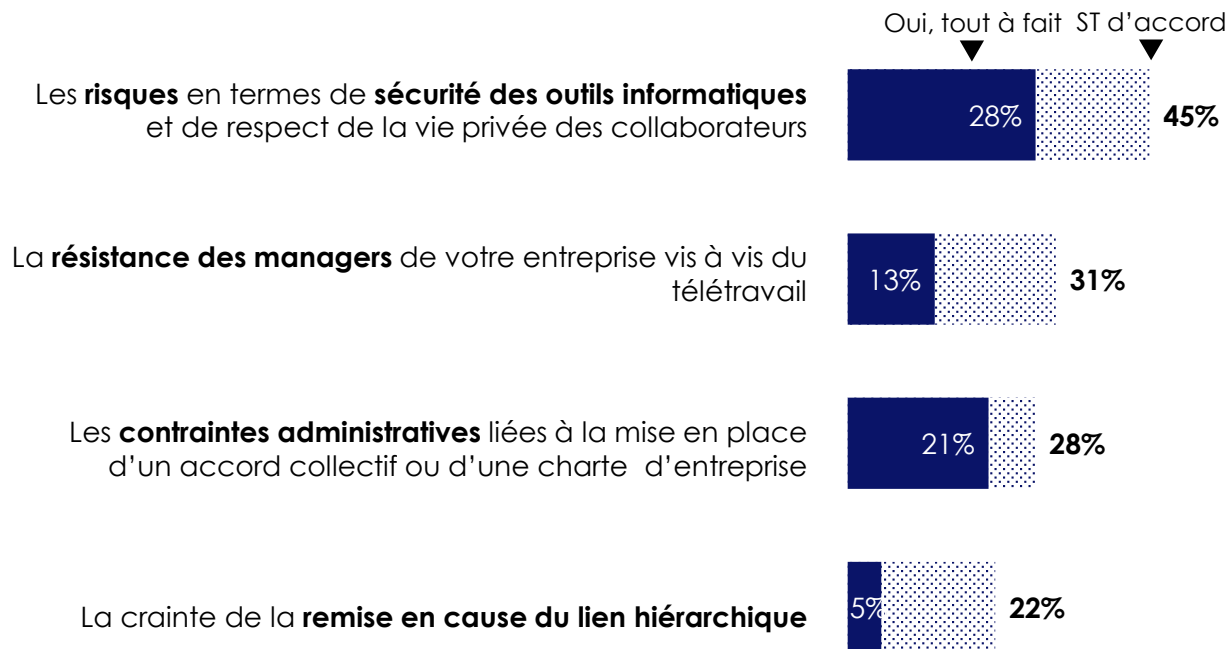 Oui, tout à fait ST d’accord
Les risques en termes de sécurité des outils informatiques
et de respect de la vie privée des collaborateurs
28% 45%
La résistance des managers de votre entreprise vis à vis du
télétravail
13% 31%
Les contraintes administratives liées à la mise en place
d’un accord collectif ou d’une charte d’entreprise
21% 28%
La crainte de la remise en cause du lien hiérarchique
5% 22%